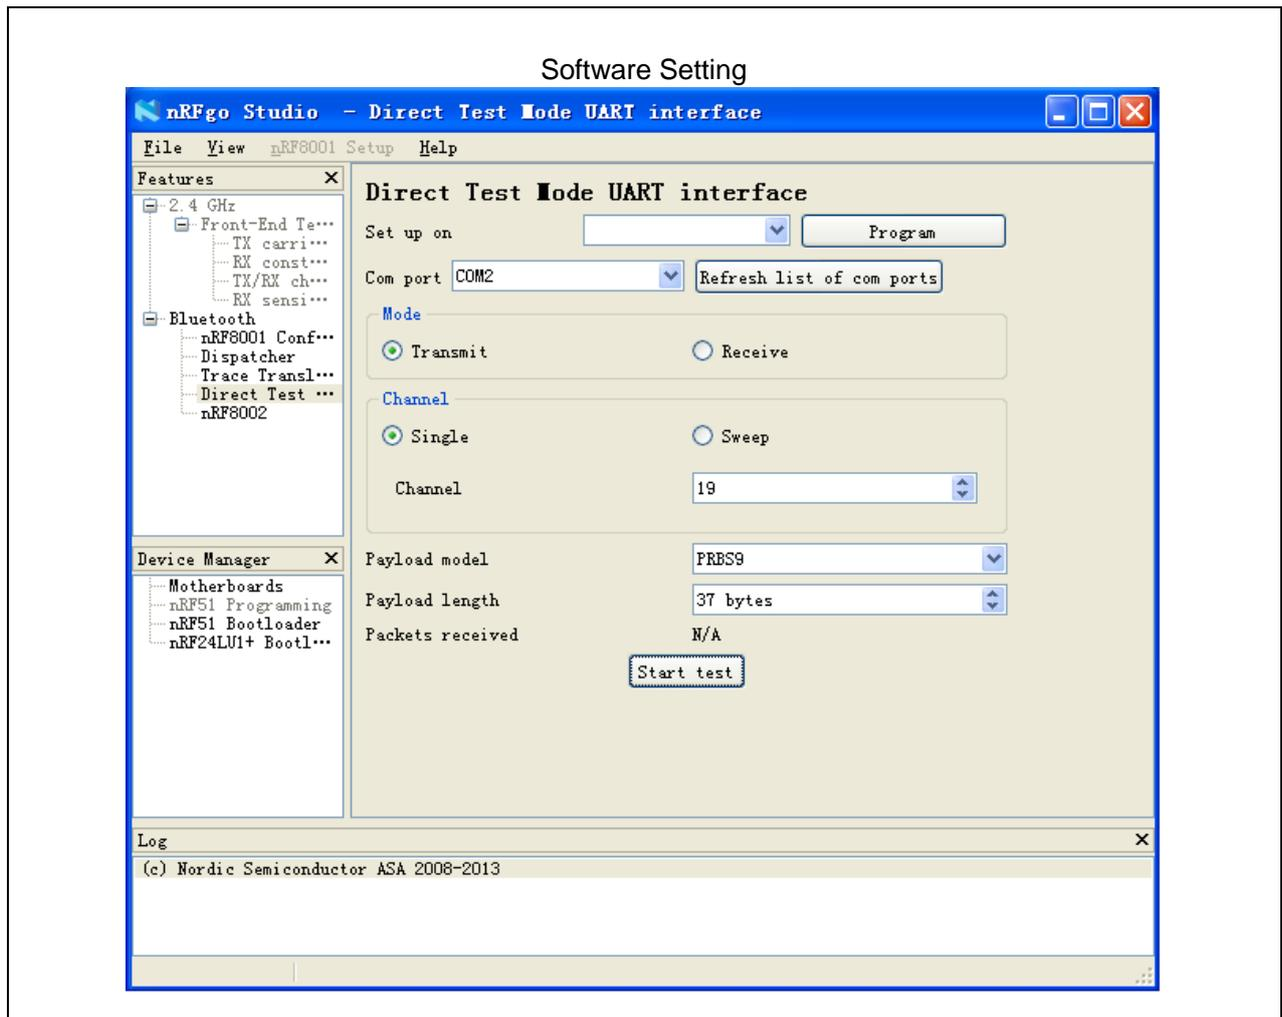 Software Setting
nRFgo Studio - Direct Test Mode UART interface
File View nRF8001 Setup Help
Features
2.4 GHz
Front-End Te···
TX carri···
RX const···
TX/RX ch···
RX sensi···
Bluetooth
nRF8001 Conf···
Dispatcher
Trace Transl···
Direct Test ···
nRF8002
Device Manager
Motherboards
nRF51 Programming
nRF51 Bootloader
nRF24LU1+ Bootl···
Direct Test Mode UART interface
Set up on Program
Com port COM2 Refresh list of com ports
Mode
Transmit Receive
Channel
Single Sweep
Channel 19
Payload model PRBS9
Payload length 37 bytes
Packets received N/A
Start test
Log
(c) Nordic Semiconductor ASA 2008-2013